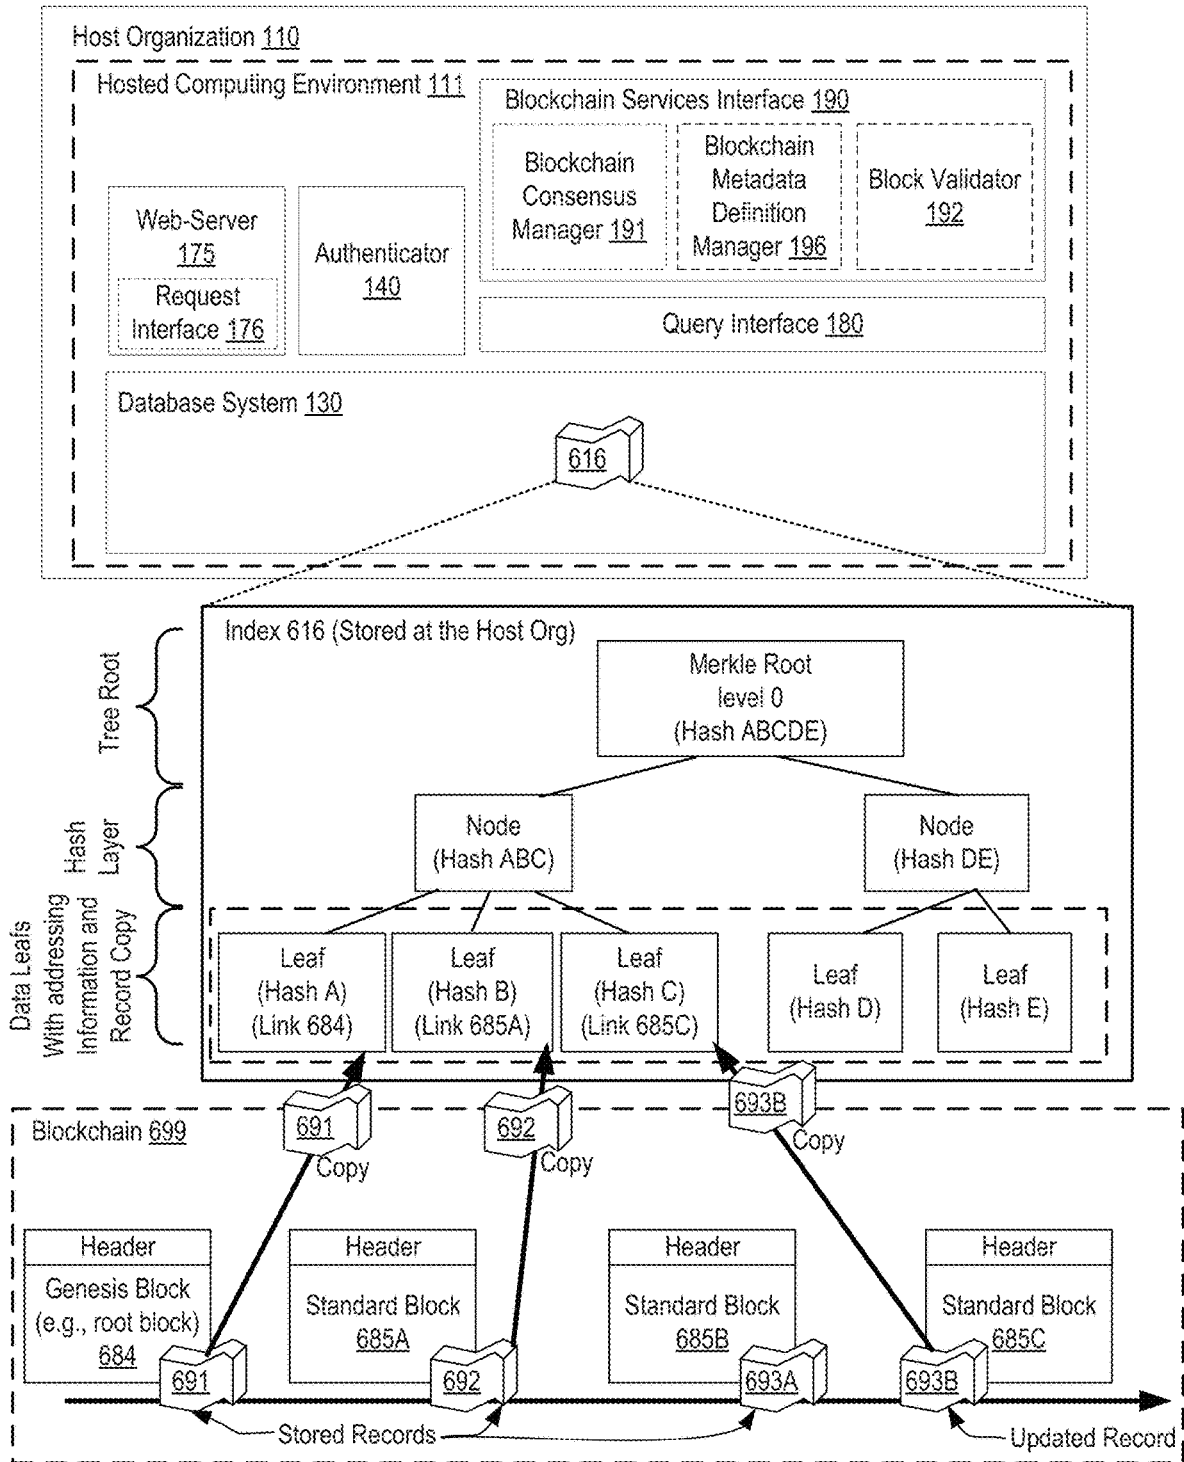 Host Organization 110
Hosted Computing Environment 111
Blockchain Services Interface 190
Blockchain
Consensus
Manager 191
Blockchain
Metadada
Definition
Manager 196
Block Validator
192
Web-Server
175
Request
Interface 176
Authenticator
140
Query Interface 180
Database System 130
616
Index 616 (Stored at the Host Org)
Tree Root
Merkle Root
level 0
(Hash ABCDE)
Hash
Layer
Node
(Hash ABC)
Node
(Hash DE)
Data Leafs
With addressing
Information and
Record Copy
Leaf
(Hash A)
(Link 684)
Leaf
(Hash B)
(Link 685A)
Leaf
(Hash C)
(Link 685C)
Leaf
(Hash D)
Leaf
(Hash E)
Blockchain 699
691
Copy
692
Copy
693B
Copy
Header
Genesis Block
(e.g., root block)
684
Header
Standard Block
685A
Header
Standard Block
685B
Header
Standard Block
685C
691
692
693A
693B
Stored Records
Updated Record